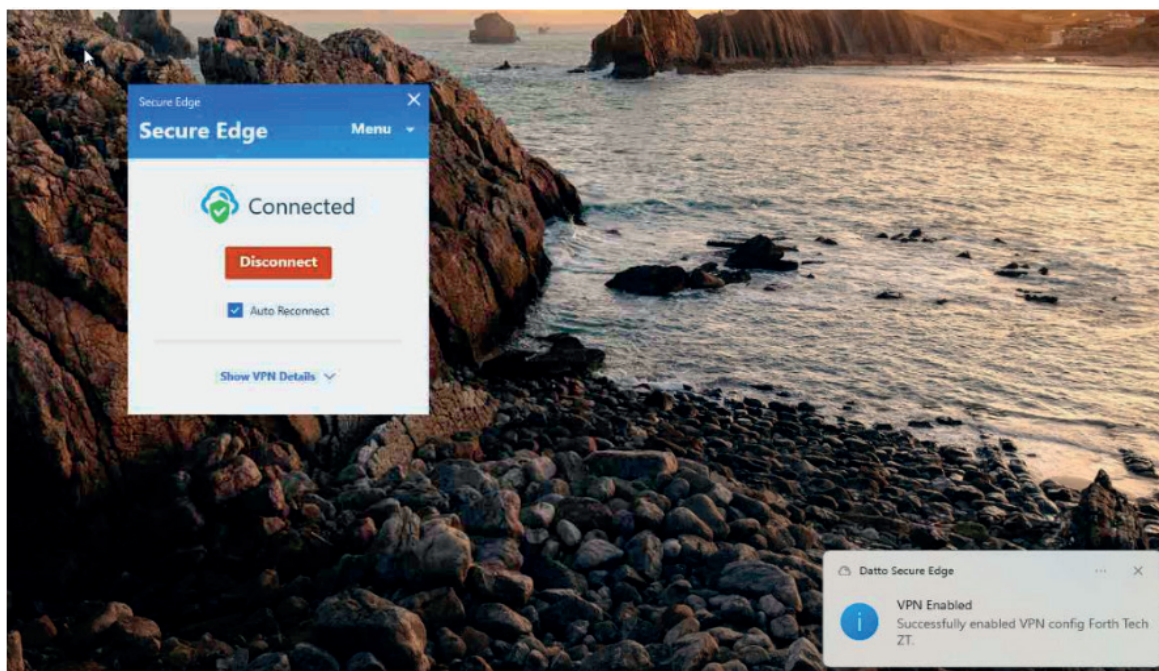 Secure Edge
Secure Edge
Menu
Connected
Disconnect
Auto Reconnect
Show VPN Details
Datto Secure Edge
VPN Enabled
Successfully enabled VPN config Forth Tech
ZT.